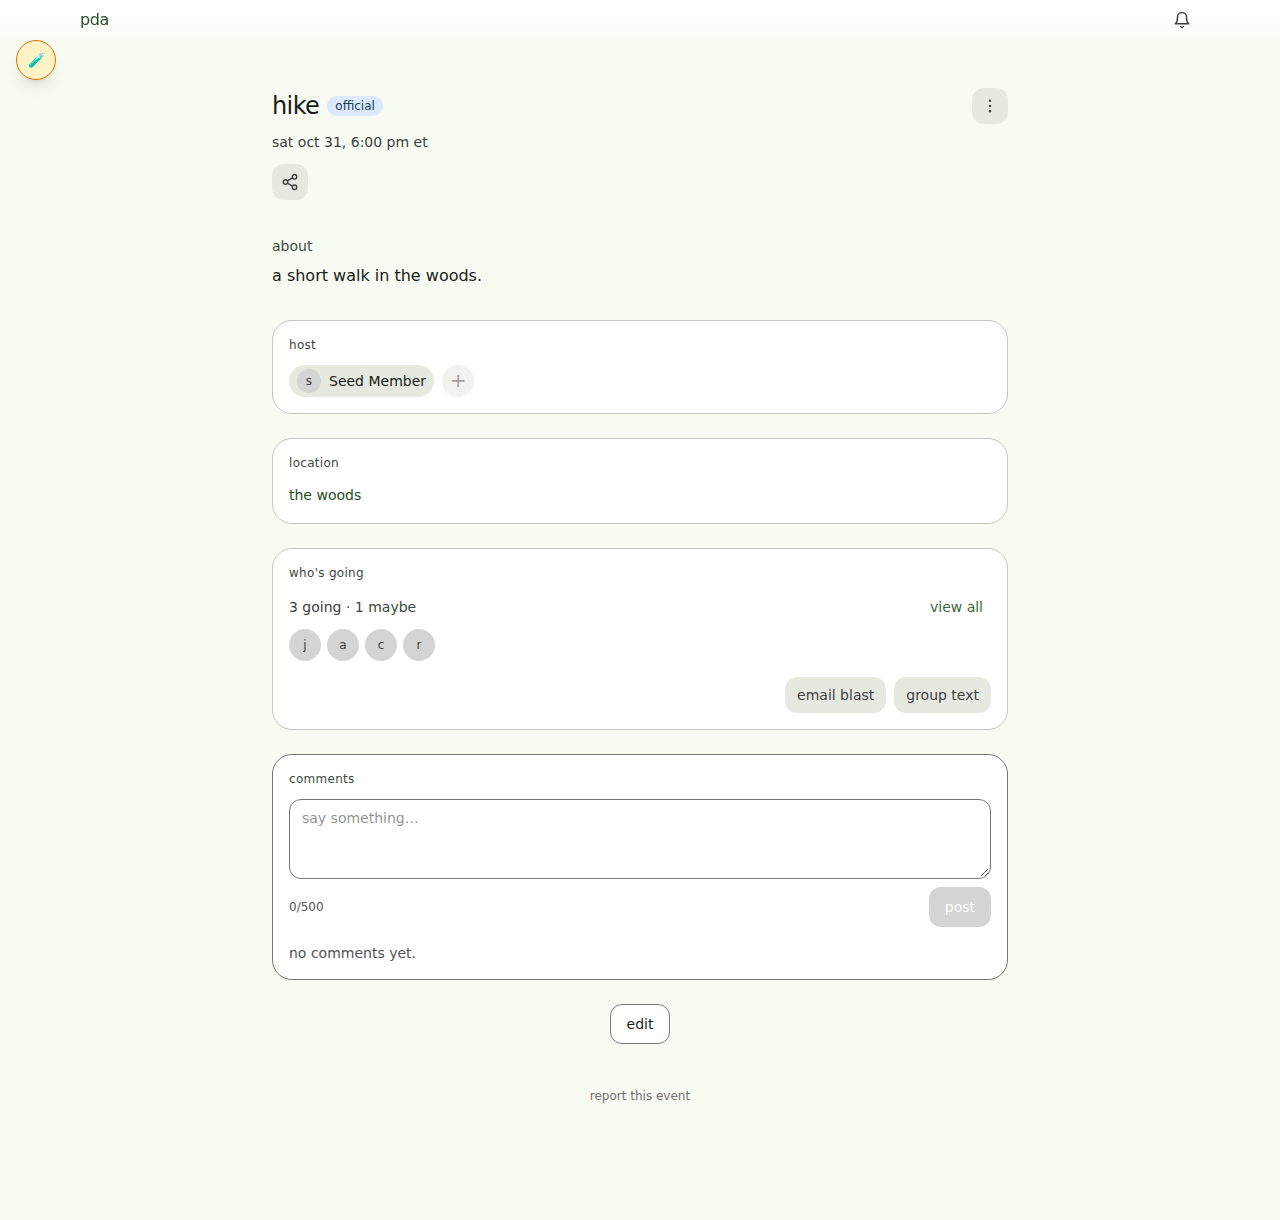 pda
hike official
sat oct 31, 6:00 pm et
about
a short walk in the woods.
host
s Seed Member
location
the woods
who's going
3 going · 1 maybe view all
j a c r
email blast group text
comments
say something...
0/500 post
no comments yet.
edit
report this event